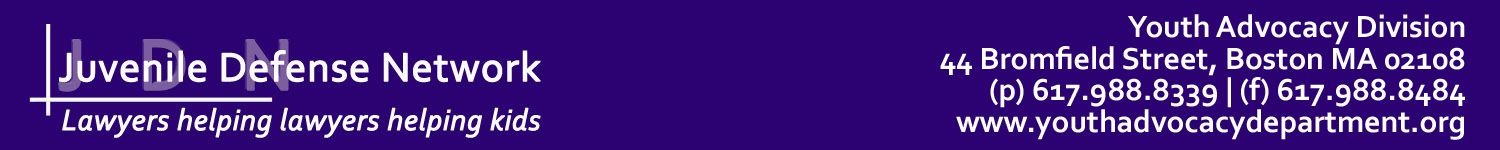 JDN
Juvenile Defense Network
Lawyers helping lawyers helping kids
Youth Advocacy Division
44 Bromfield Street, Boston MA 02108
(p) 617.988.8339 | (f) 617.988.8484
www.youthadvocacydepartment.org